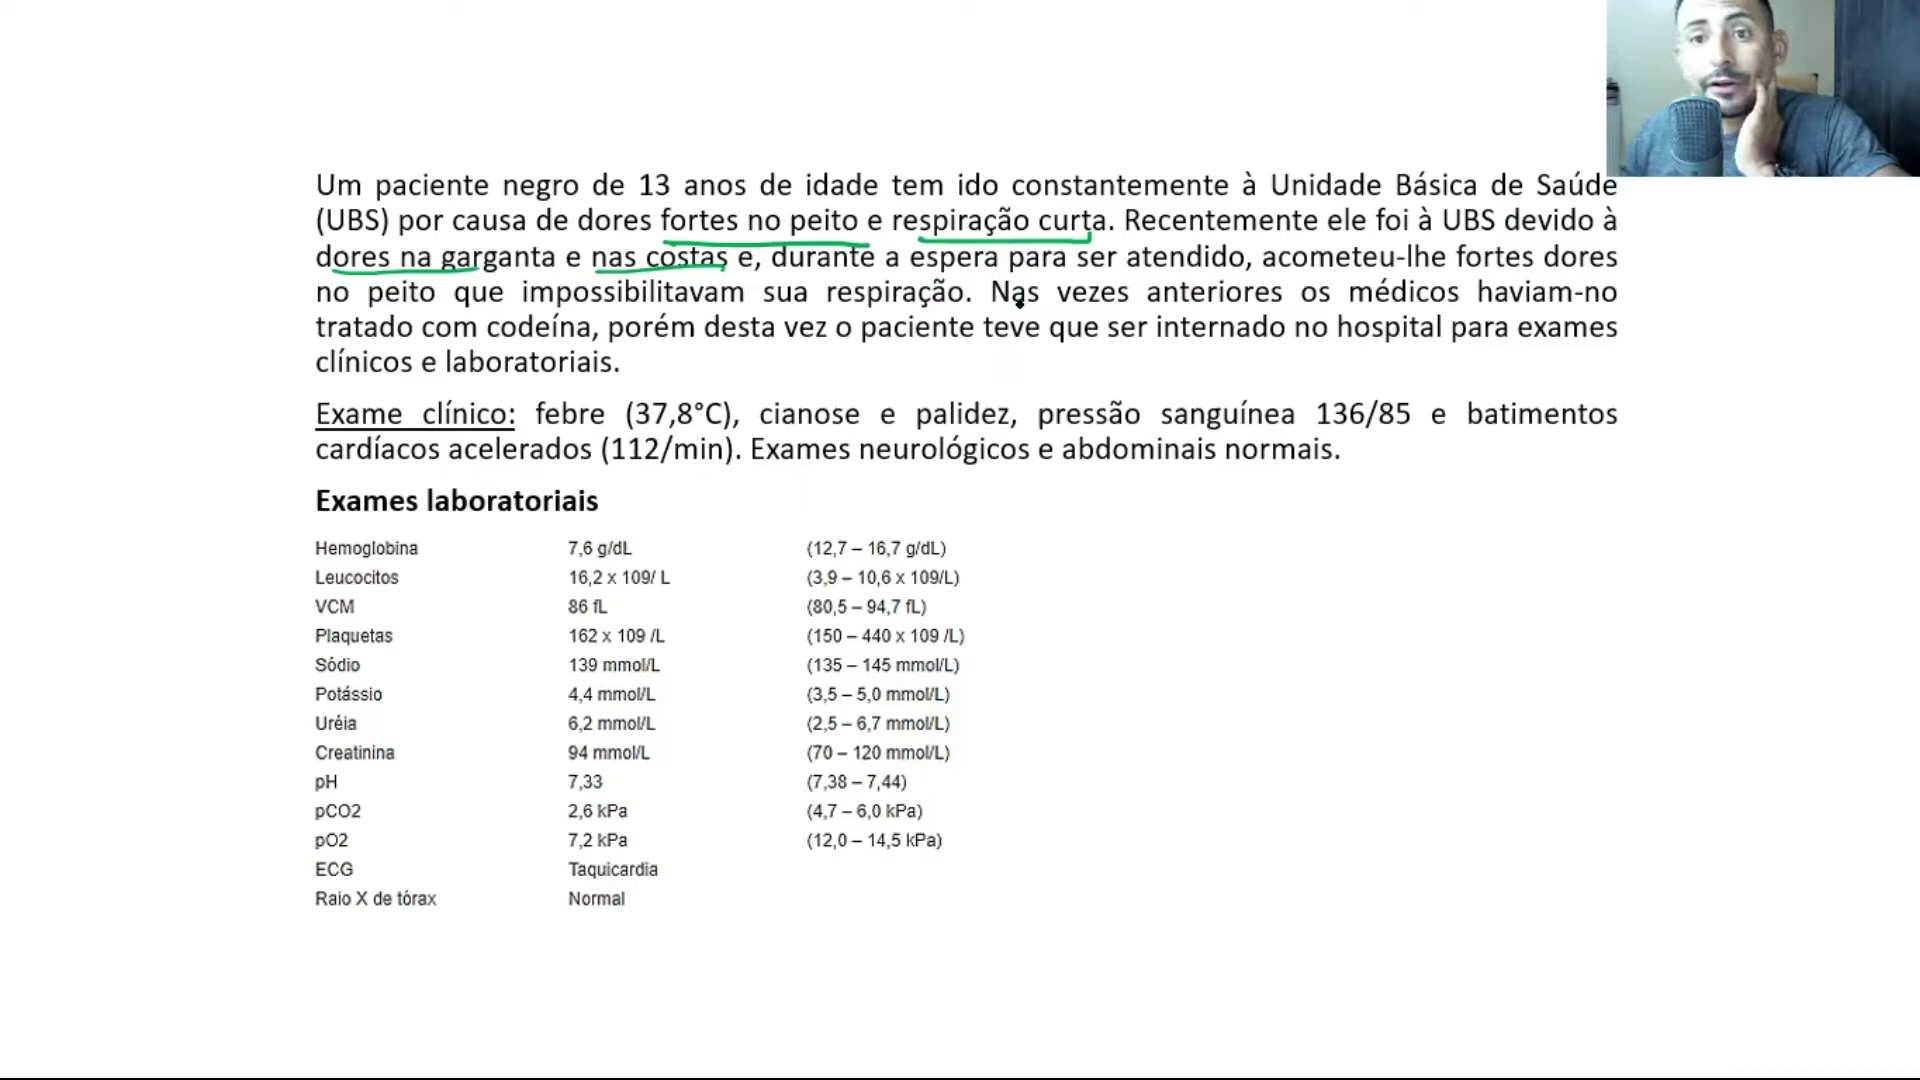 Um paciente negro de 13 anos de idade tem ido constantemente à Unidade Básica de Saúde
(UBS) por causa de dores fortes no peito e respiração curta. Recentemente ele foi à UBS devido à
dores na garganta e nas costas e, durante a espera para ser atendido, acometeu-lhe fortes dores
no peito que impossibilitavam sua respiração. Nas vezes anteriores os médicos haviam-no
tratado com codeína, porém desta vez o paciente teve que ser internado no hospital para exames
clínicos e laboratoriais.
Exame clínico: febre (37,8°C), cianose e palidez, pressão sanguínea 136/85 e batimentos
cardíacos acelerados (112/min). Exames neurológicos e abdominais normais.
Exames laboratoriais
Hemoglobina 7,6 g/dL (12,7 – 16,7 g/dL)
Leucocitos 16,2 x 109/ L (3,9 – 10,6 x 109/L)
VCM 86 fL (80,5 – 94,7 fL)
Plaquetas 162 x 109 /L (150 – 440 x 109 /L)
Sódio 139 mmol/L (135 – 145 mmol/L)
Potássio 4,4 mmol/L (3,5 – 5,0 mmol/L)
Uréia 6,2 mmol/L (2,5 – 6,7 mmol/L)
Creatinina 94 mmol/L (70 – 120 mmol/L)
pH 7,33 (7,38 – 7,44)
pCO2 2,6 kPa (4,7 – 6,0 kPa)
pO2 7,2 kPa (12,0 – 14,5 kPa)
ECG Taquicardia
Raio X de tórax Normal